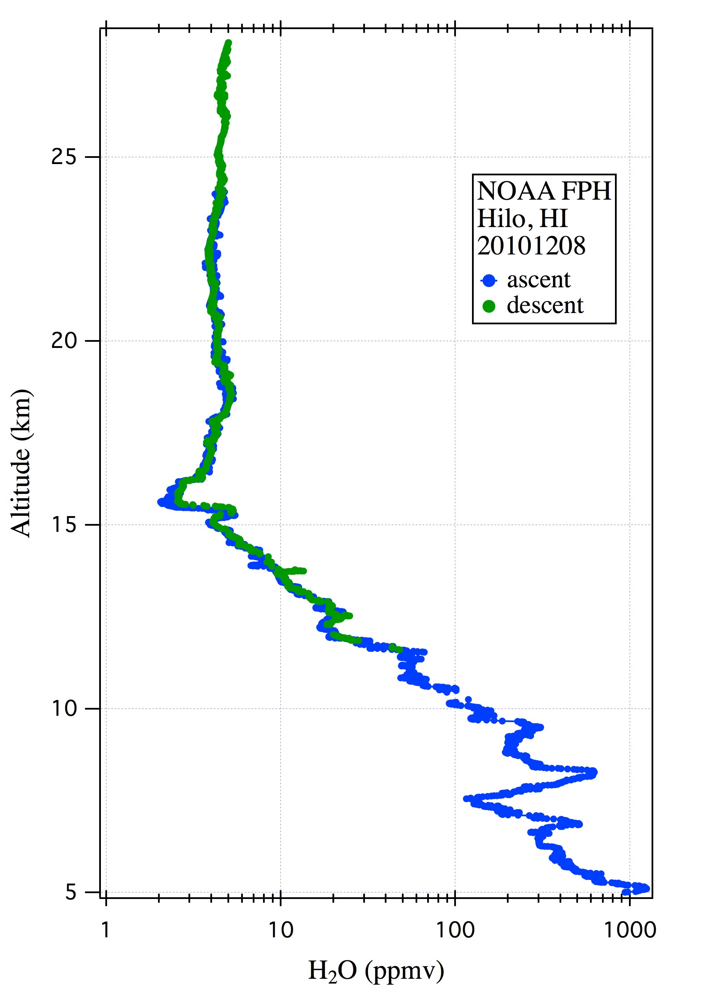 25
20
15
10
5
Altitude (km)
NOAA FPH
Hilo, HI
20101208
ascent
descent
1 10 100 1000
H₂O (ppmv)